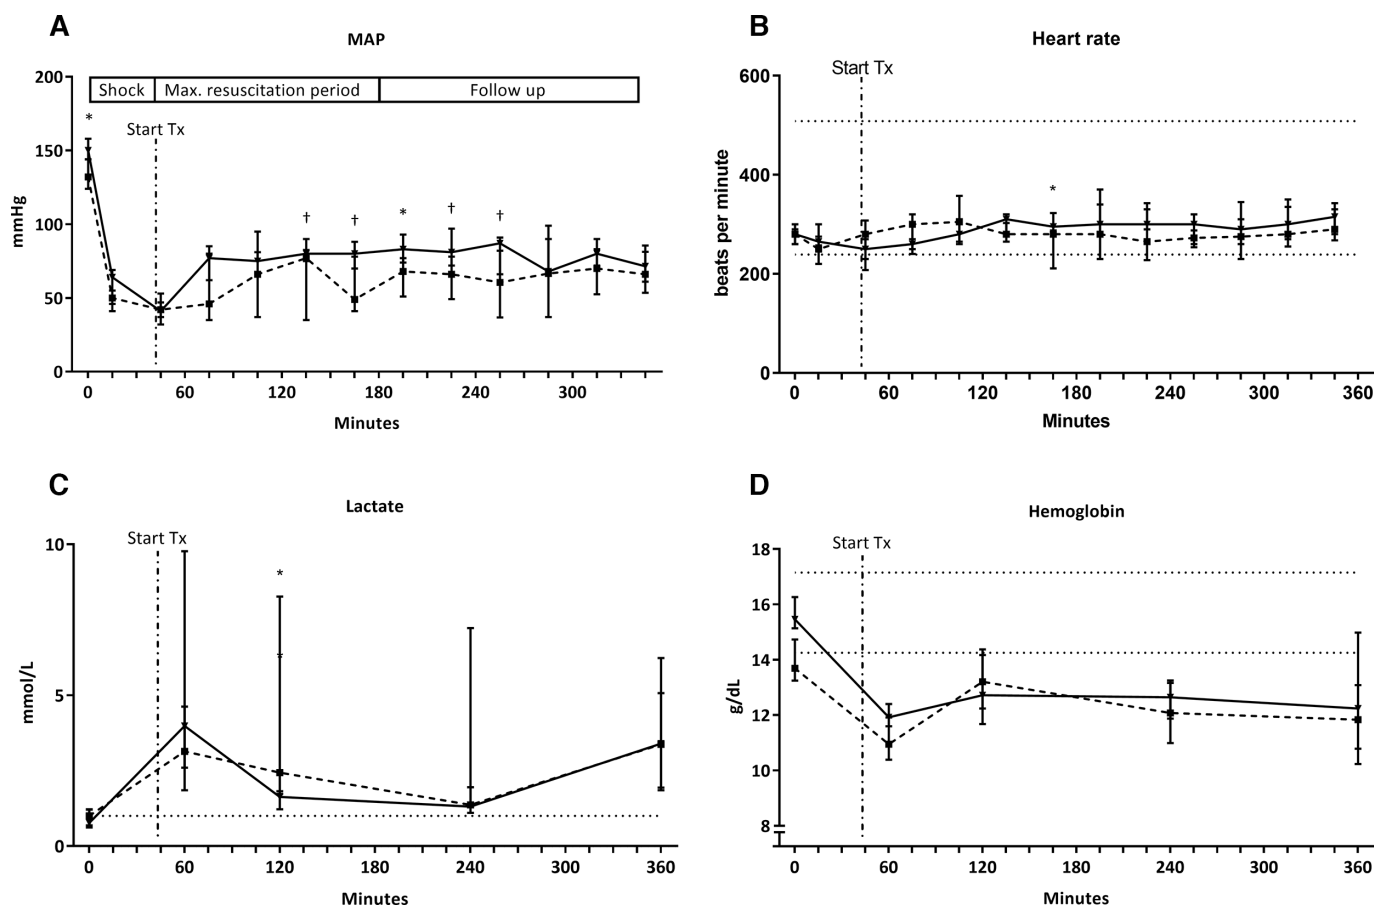 A
MAP
200
Shock
Max. resuscitation period
Follow up
*
Start Tx
150
mmHg
100
† † * † †
50
0
0 60 120 180 240 300
Minutes
B
Heart rate
600
Start Tx
400
*
beats per minute
200
0
0 60 120 180 240 300 360
Minutes
C
Lactate
10
Start Tx
*
mmol/L
5
0
0 60 120 180 240 300 360
Minutes
D
Hemoglobin
18
Start Tx
16
14
g/dL
12
10
8
0 60 120 180 240 300 360
Minutes